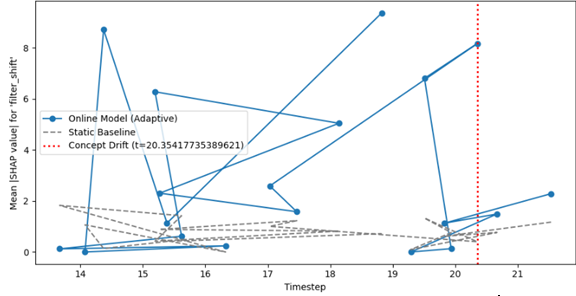 Mean |SHAP value| for 'filter_shift'
8
6
4
2
0
Online Model (Adaptive)
Static Baseline
Concept Drift (t=20.35417735389621)
14 15 16 17 18 19 20 21
Timestep